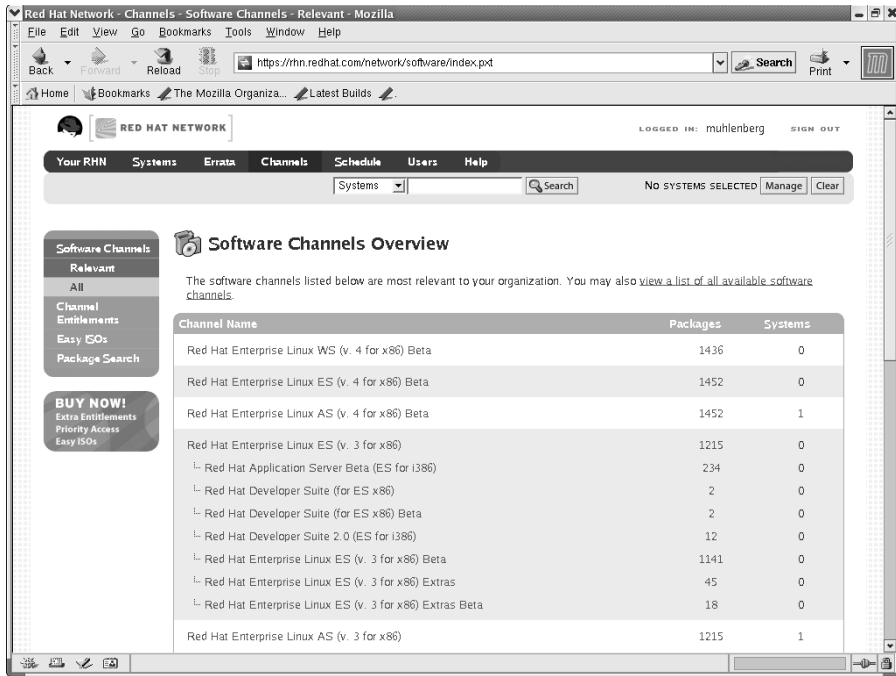 Red Hat Network - Channels - Software Channels - Relevant - Mozilla
File Edit View Go Bookmarks Tools Window Help
Back Forward Reload Stop https://rhn.redhat.com/network/software/index.pxt Search Print
Home Bookmarks The Mozilla Organiza... Latest Builds
RED HAT NETWORK LOGGED IN: muhlenberg SIGN OUT
Your RHN Systems Errata Channels Schedule Users Help
Systems Search NO SYSTEMS SELECTED Manage Clear
Software Channels
Relevant
All
Channel
Entitlements
Easy ISOs
Package Search
BUY NOW!
Extra Entitlements
Priority Access
Easy ISOs
Software Channels Overview
The software channels listed below are most relevant to your organization. You may also view a list of all available software
channels.
Channel Name Packages Systems
Red Hat Enterprise Linux WS (v. 4 for x86) Beta 1436 0
Red Hat Enterprise Linux ES (v. 4 for x86) Beta 1452 0
Red Hat Enterprise Linux AS (v. 4 for x86) Beta 1452 1
Red Hat Enterprise Linux ES (v. 3 for x86) 1215 0
Red Hat Application Server Beta (ES for i386) 234 0
Red Hat Developer Suite (for ES x86) 2 0
Red Hat Developer Suite (for ES x86) Beta 2 0
Red Hat Developer Suite 2.0 (ES for i386) 12 0
Red Hat Enterprise Linux ES (v. 3 for x86) Beta 1141 0
Red Hat Enterprise Linux ES (v. 3 for x86) Extras 45 0
Red Hat Enterprise Linux ES (v. 3 for x86) Extras Beta 18 0
Red Hat Enterprise Linux AS (v. 3 for x86) 1215 1